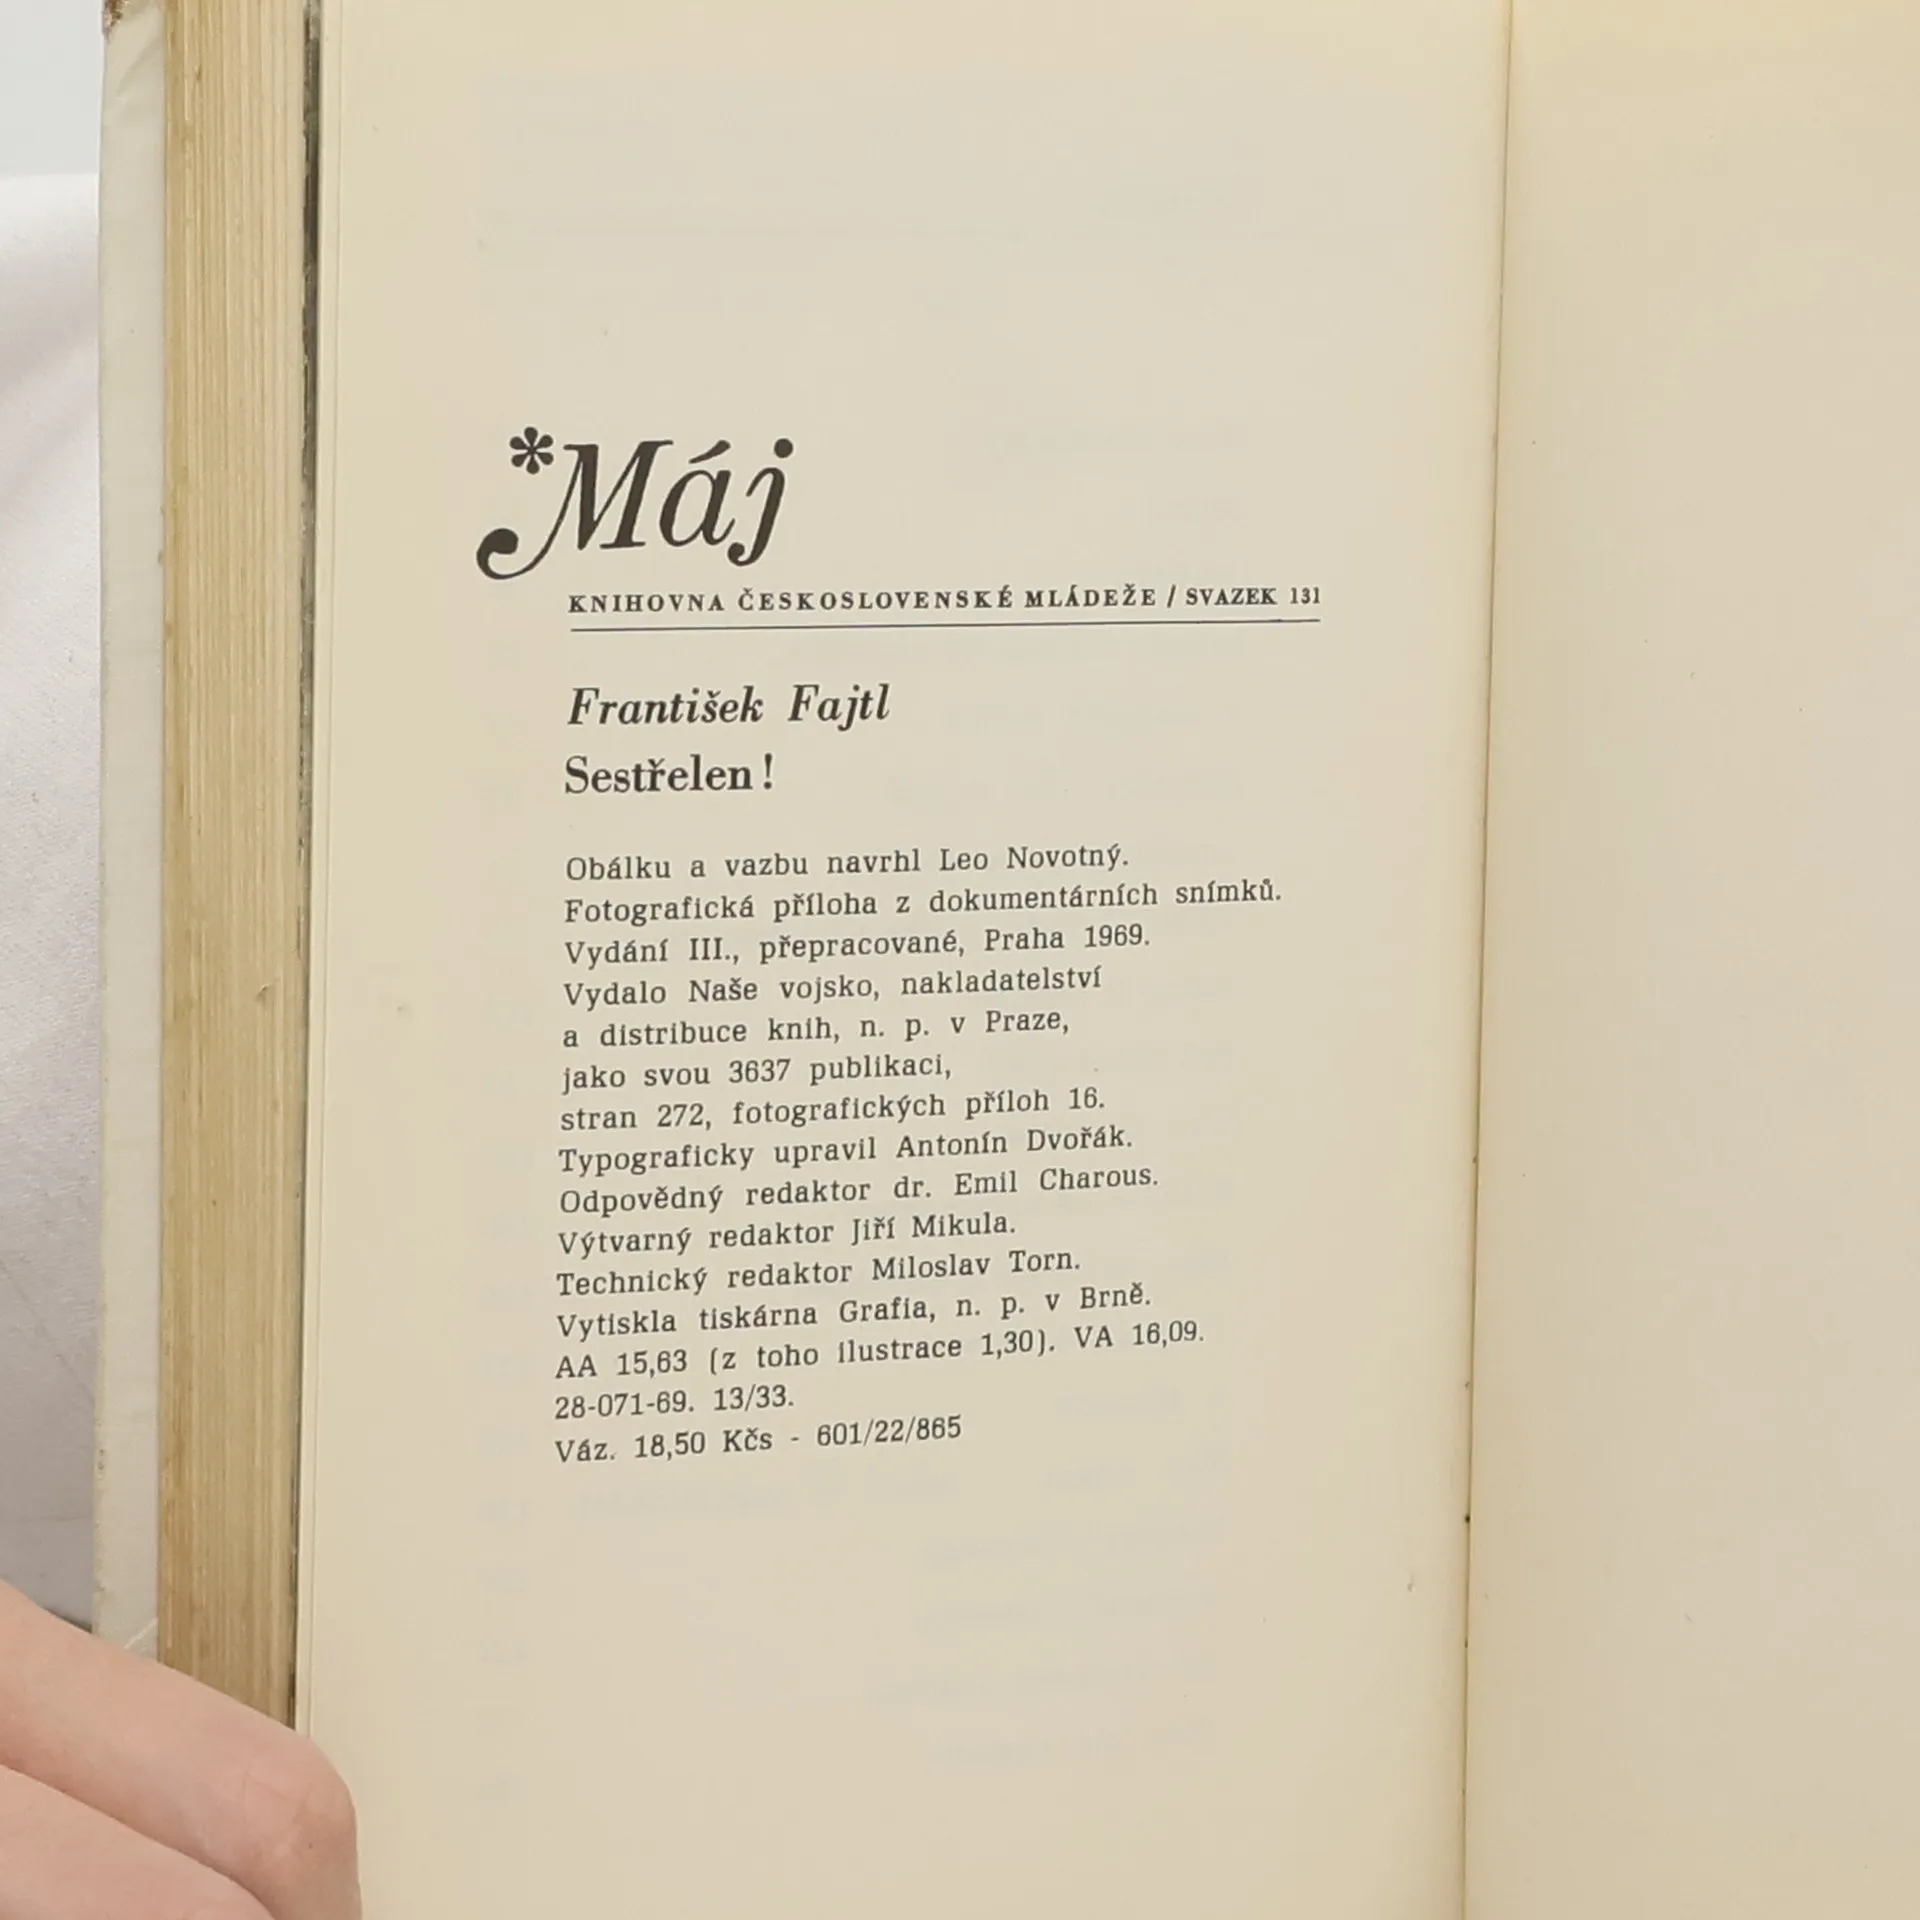 *Máj
KNIHOVNA ČESKOSLOVENSKÉ MLÁDEŽE / SVAZEK 131
František Fajtl
Sestřelen!
Obálku a vazbu navrhl Leo Novotný.
Fotografická příloha z dokumentárních snímků.
Vydání III., přepracované, Praha 1969.
Vydalo Naše vojsko, nakladatelství
a distribuce knih, n. p. v Praze,
jako svou 3637 publikaci,
stran 272, fotografických příloh 16.
Typograficky upravil Antonín Dvořák.
Odpovědný redaktor dr. Emil Charous.
Výtvarný redaktor Jiří Mikula.
Technický redaktor Miloslav Torn.
Vytiskla tiskárna Grafia, n. p. v Brně.
AA 15,63 (z toho ilustrace 1,30). VA 16,09.
28-071-69. 13/33.
Váz. 18,50 Kčs - 601/22/865